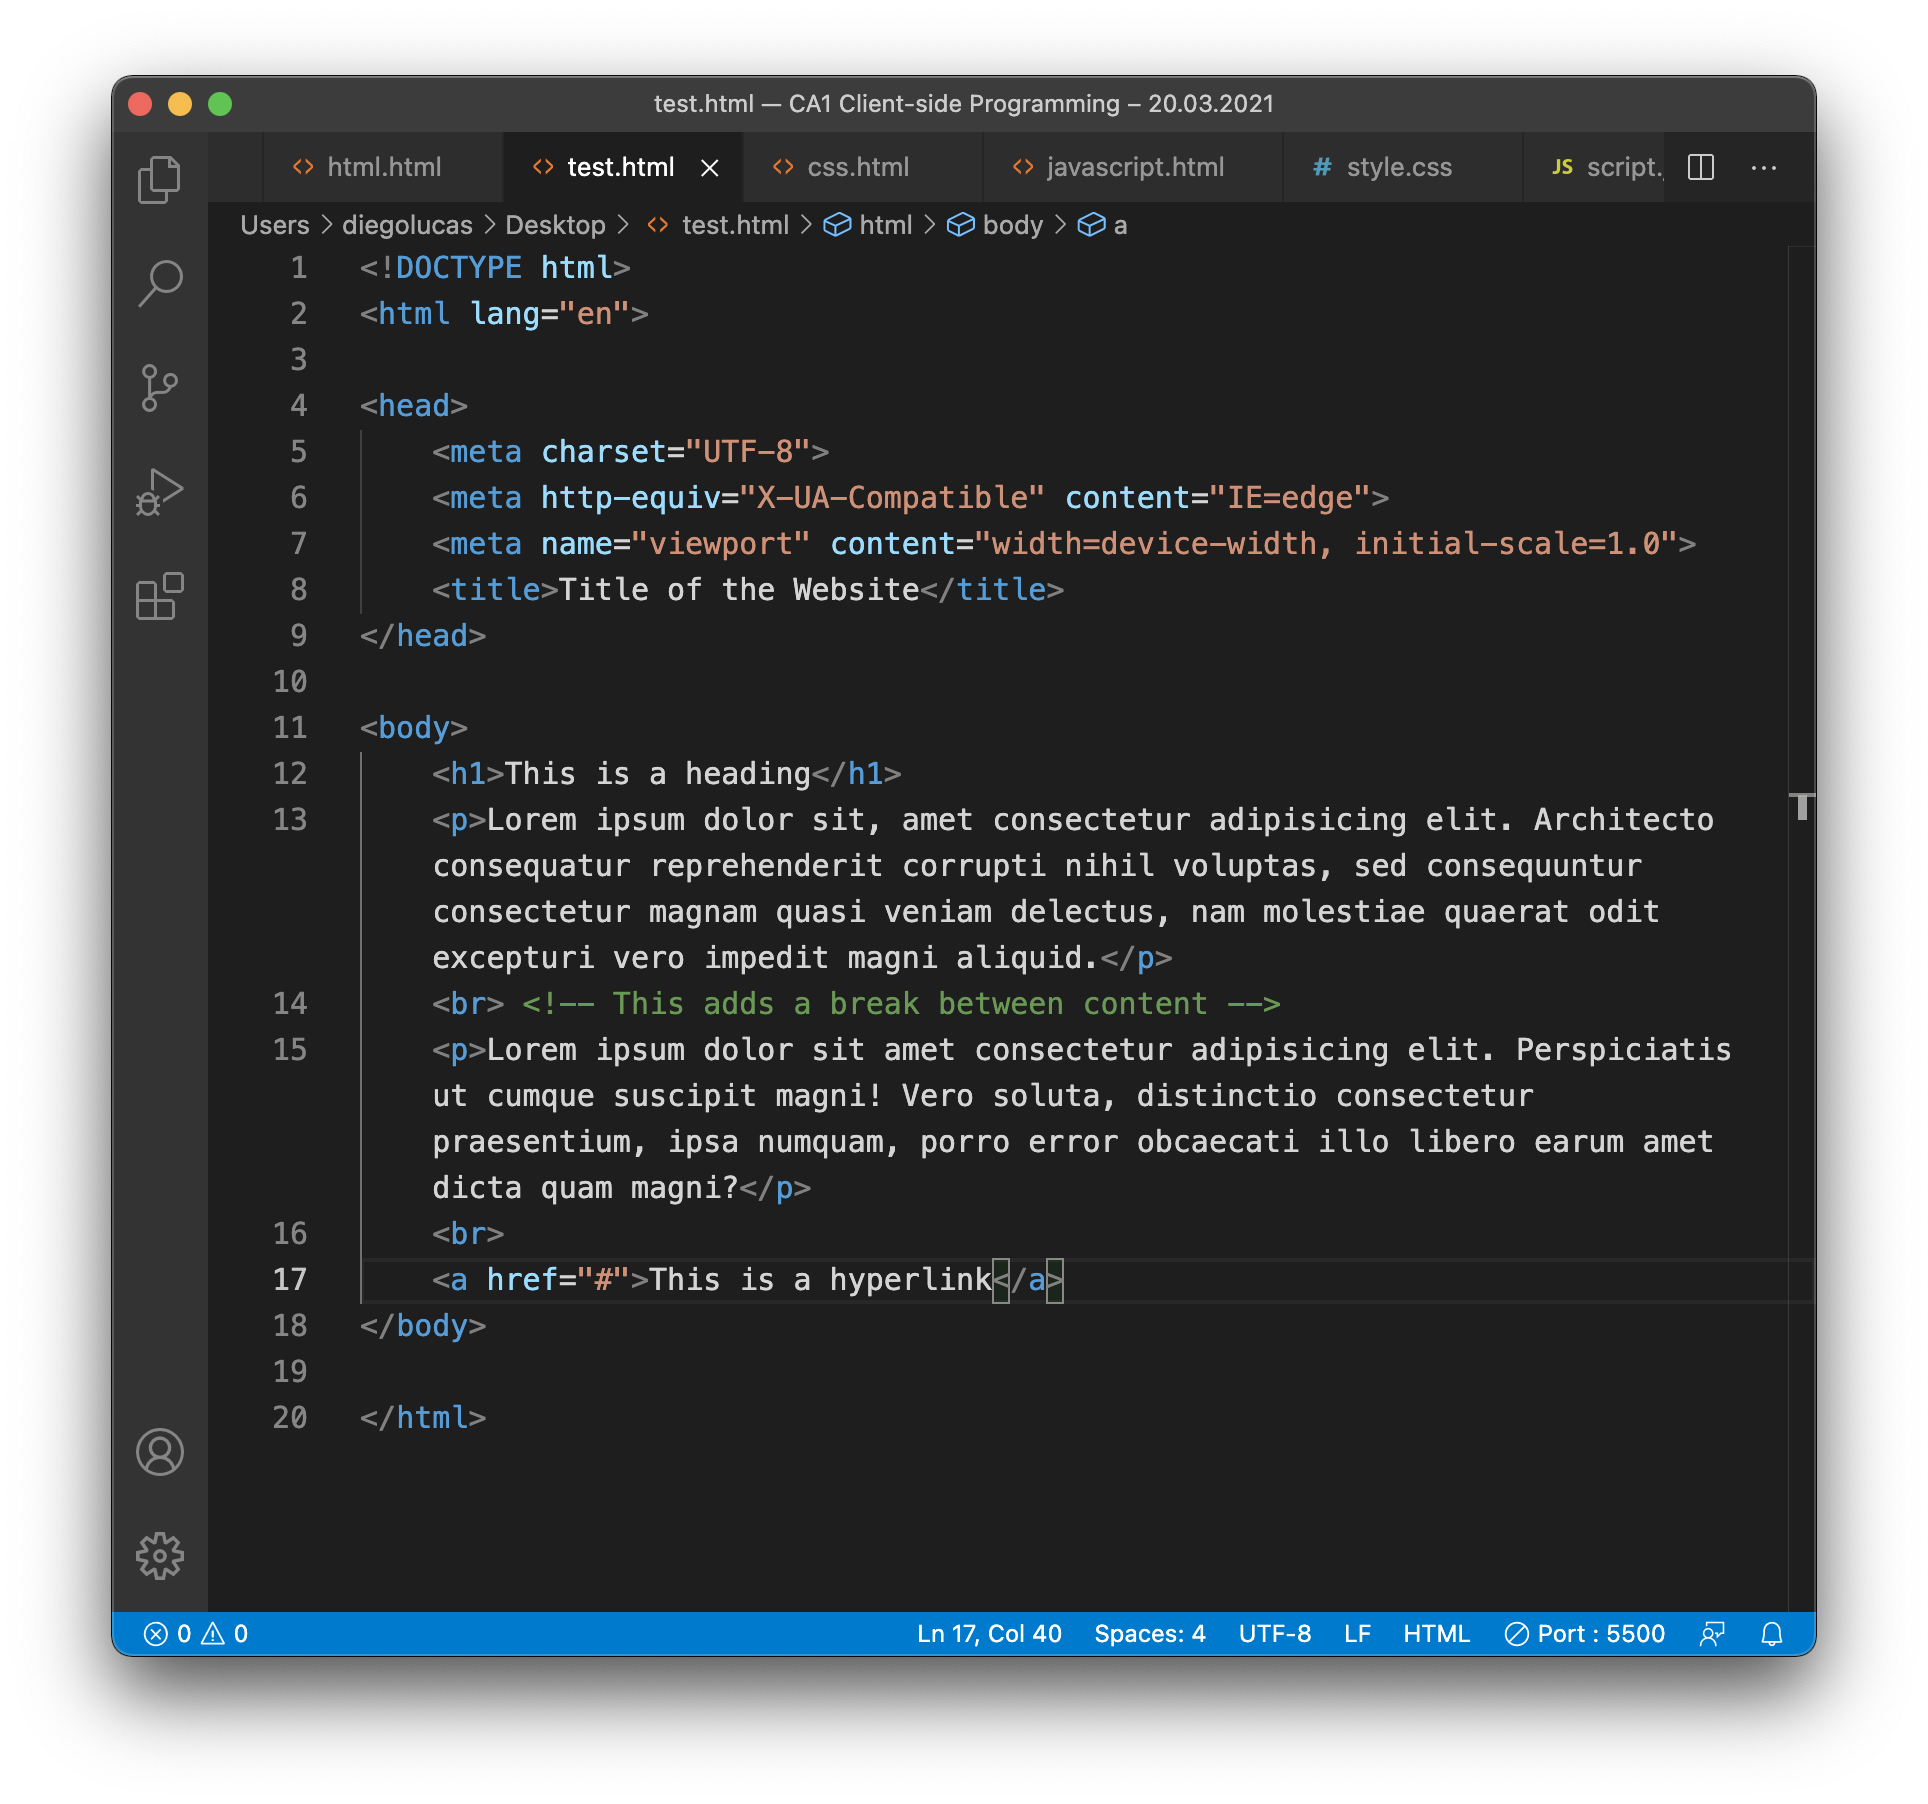 test.html — CA1 Client-side Programming – 20.03.2021
html.html test.html css.html javascript.html # style.css JS script.
Users > diegolucas > Desktop > test.html > html > body > a
1 <!DOCTYPE html>
2 <html lang="en">
3
4 <head>
5 <meta charset="UTF-8">
6 <meta http-equiv="X-UA-Compatible" content="IE=edge">
7 <meta name="viewport" content="width=device-width, initial-scale=1.0">
8 <title>Title of the Website</title>
9 </head>
10
11 <body>
12 <h1>This is a heading</h1>
13 <p>Lorem ipsum dolor sit, amet consectetur adipisicing elit. Architecto
consequatur reprehenderit corrupti nihil voluptas, sed consequuntur
consectetur magnam quasi veniam delectus, nam molestiae quaerat odit
excepturi vero impedit magni aliquid.</p>
14 <br> <!-- This adds a break between content -->
15 <p>Lorem ipsum dolor sit amet consectetur adipisicing elit. Perspiciatis
ut cumque suscipit magni! Vero soluta, distinctio consectetur
praesentium, ipsa numquam, porro error obcaecati illo libero earum amet
dicta quam magni?</p>
16 <br>
17 <a href="#">This is a hyperlink</a>
18 </body>
19
20 </html>
0 0 Ln 17, Col 40 Spaces: 4 UTF-8 LF HTML Port : 5500